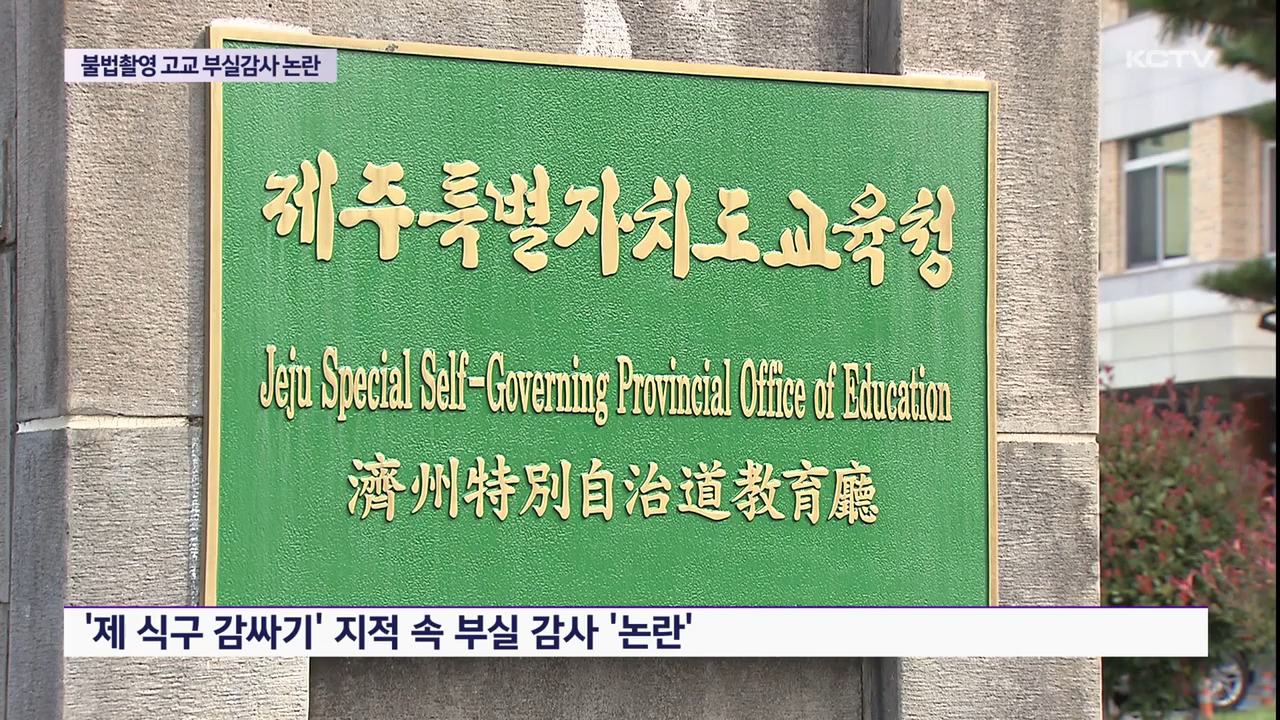 불법촬영 고교 부실감사 논란
KCTV
제주특별자치도교육청
Jeju Special Self-Governing Provincial Office of Education
濟州特別自治道教育廳
'제 식구 감싸기' 지적 속 부실 감사 '논란'